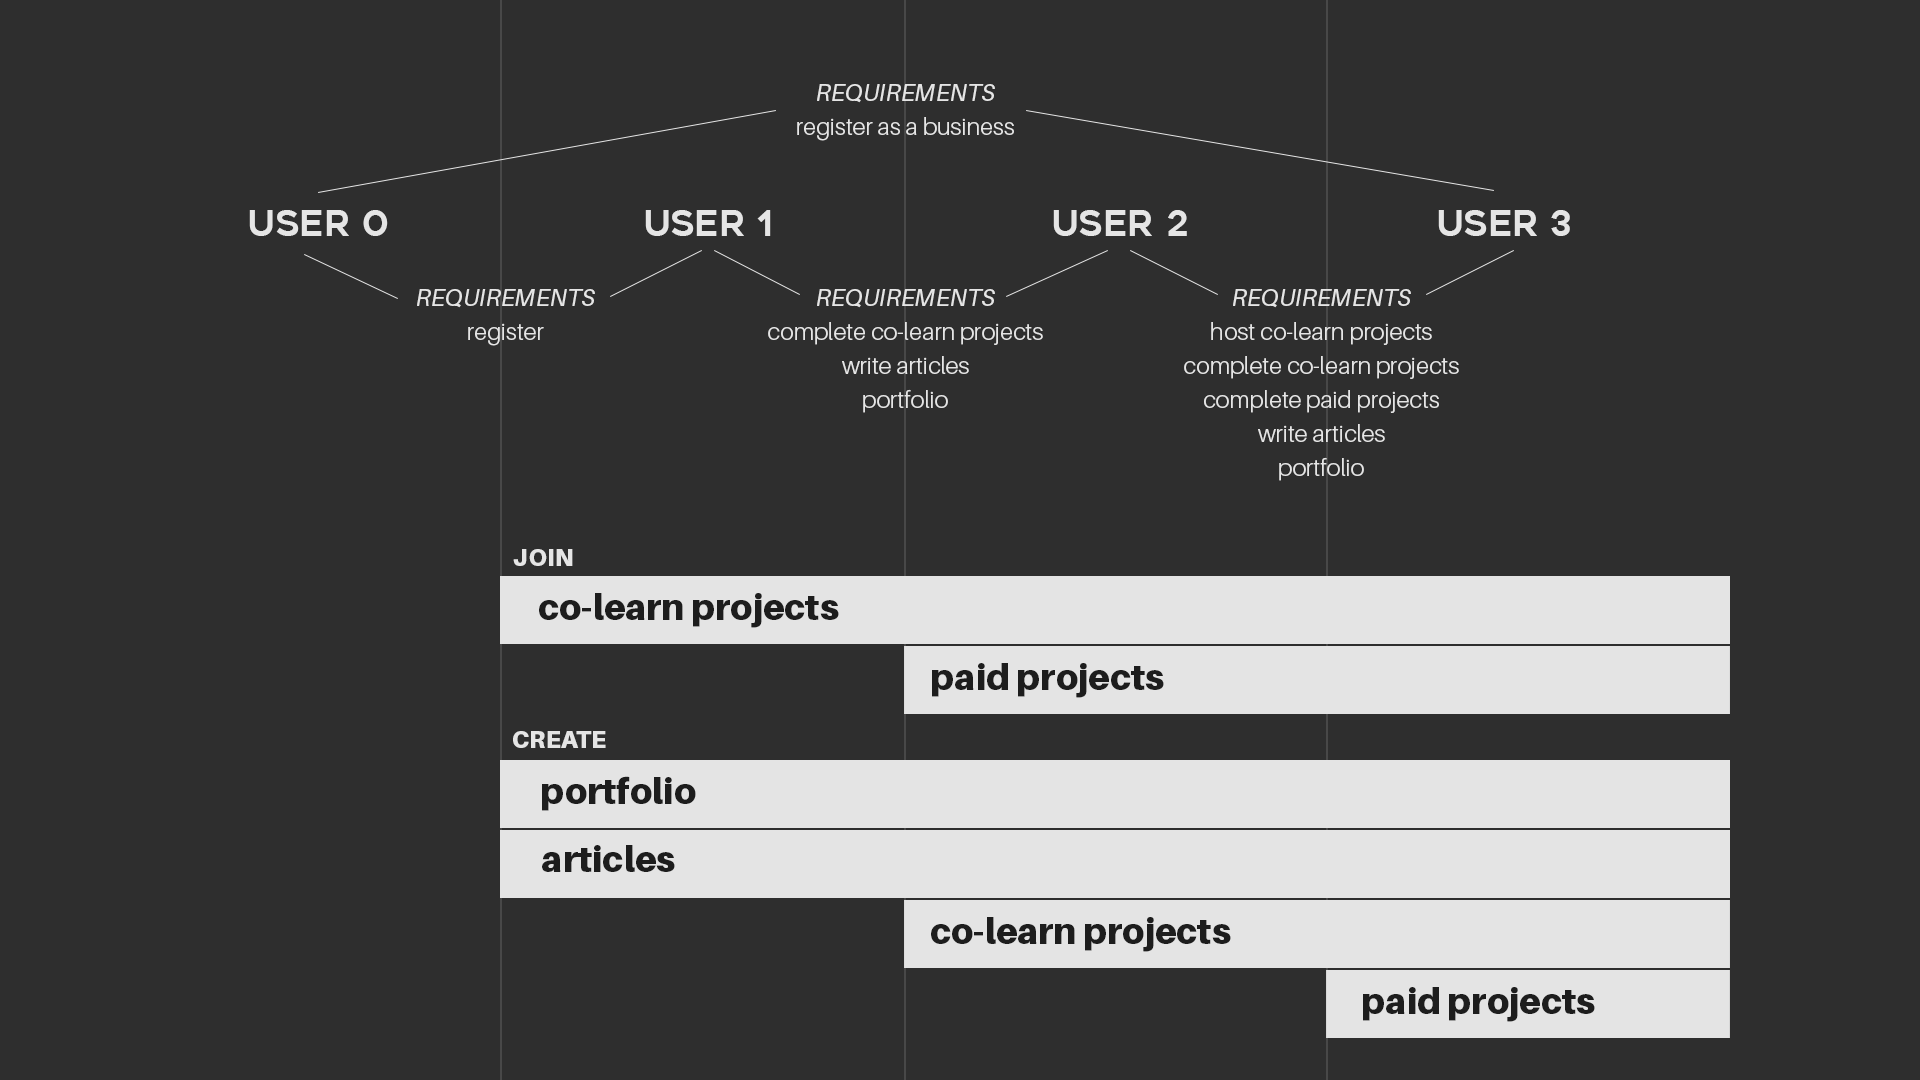 REQUIREMENTS
register as a business
USER 0
USER 1
USER 2
USER 3
REQUIREMENTS
register
REQUIREMENTS
complete co-learn projects
write articles
portfolio
REQUIREMENTS
host co-learn projects
complete co-learn projects
complete paid projects
write articles
portfolio
JOIN
co-learn projects
paid projects
CREATE
portfolio
articles
co-learn projects
paid projects